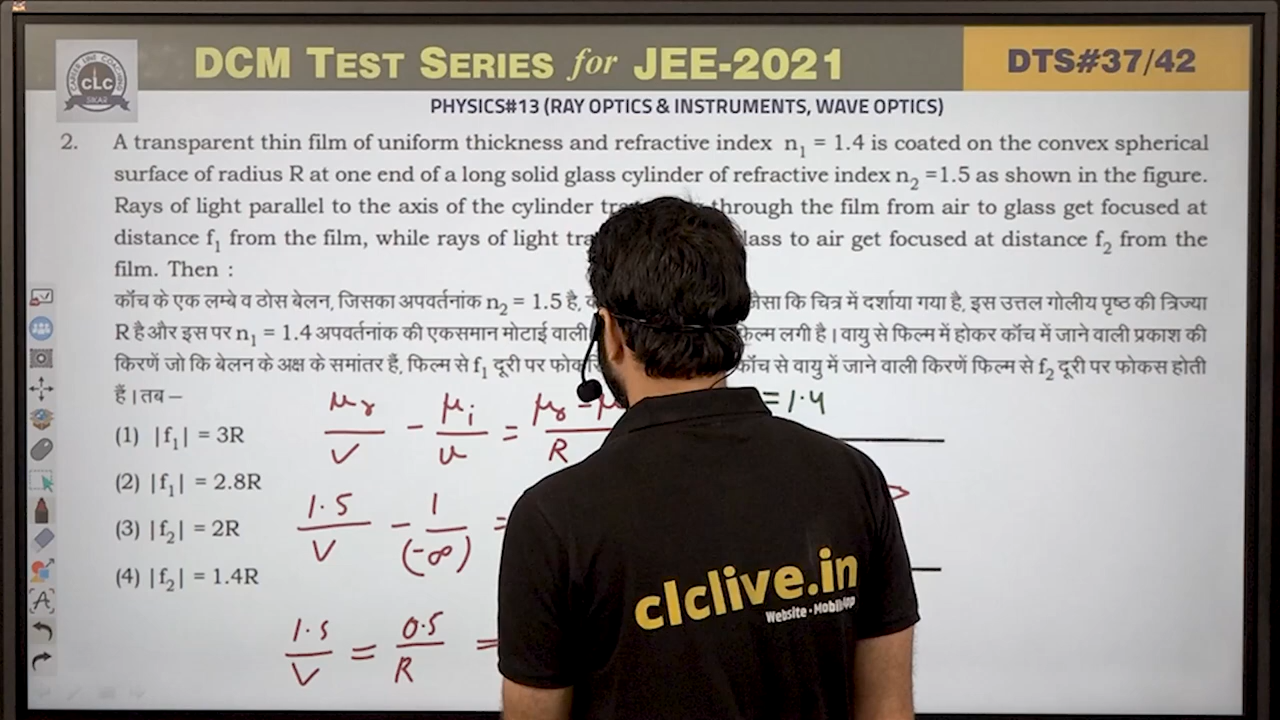 DCM TEST SERIES for JEE-2021
DTS#37/42
CAREER LINE COACHING
CLC
SIKAR
PHYSICS#13 (RAY OPTICS & INSTRUMENTS, WAVE OPTICS)
2. A transparent thin film of uniform thickness and refractive index n₁ = 1.4 is coated on the convex spherical
surface of radius R at one end of a long solid glass cylinder of refractive index n₂ =1.5 as shown in the figure.
Rays of light parallel to the axis of the cylinder through the film from air to glass get focused at
distance f₁ from the film, while rays of light to air get focused at distance f₂ from the
film. Then :
काँच के एक लम्बे व ठोस बेलन, जिसका अपवर्तनांक n₂ = 1.5 है, जैसा कि चित्र में दर्शाया गया है, इस उत्तल गोलीय पृष्ठ की त्रिज्या
R है और इस पर n₁ = 1.4 अपवर्तनांक की एकसमान मोटाई वाली फिल्म लगी है। वायु से फिल्म में होकर काँच में जाने वाली प्रकाश की
किरणें जो कि बेलन के अक्ष के समांतर हैं, फिल्म से f₁ दूरी पर काँच से वायु में जाने वाली किरणें फिल्म से f₂ दूरी पर फोकस होती
हैं। तब –
= 1.4
μr/v - μi/u = μr - μ /R
(1) |f₁| = 3R
(2) |f₁| = 2.8R
1.5/v - 1/(-∞) =
(3) |f₂| = 2R
(4) |f₂| = 1.4R
1.5/v = 0.5/R =
clclive.in
Website • Mobile App